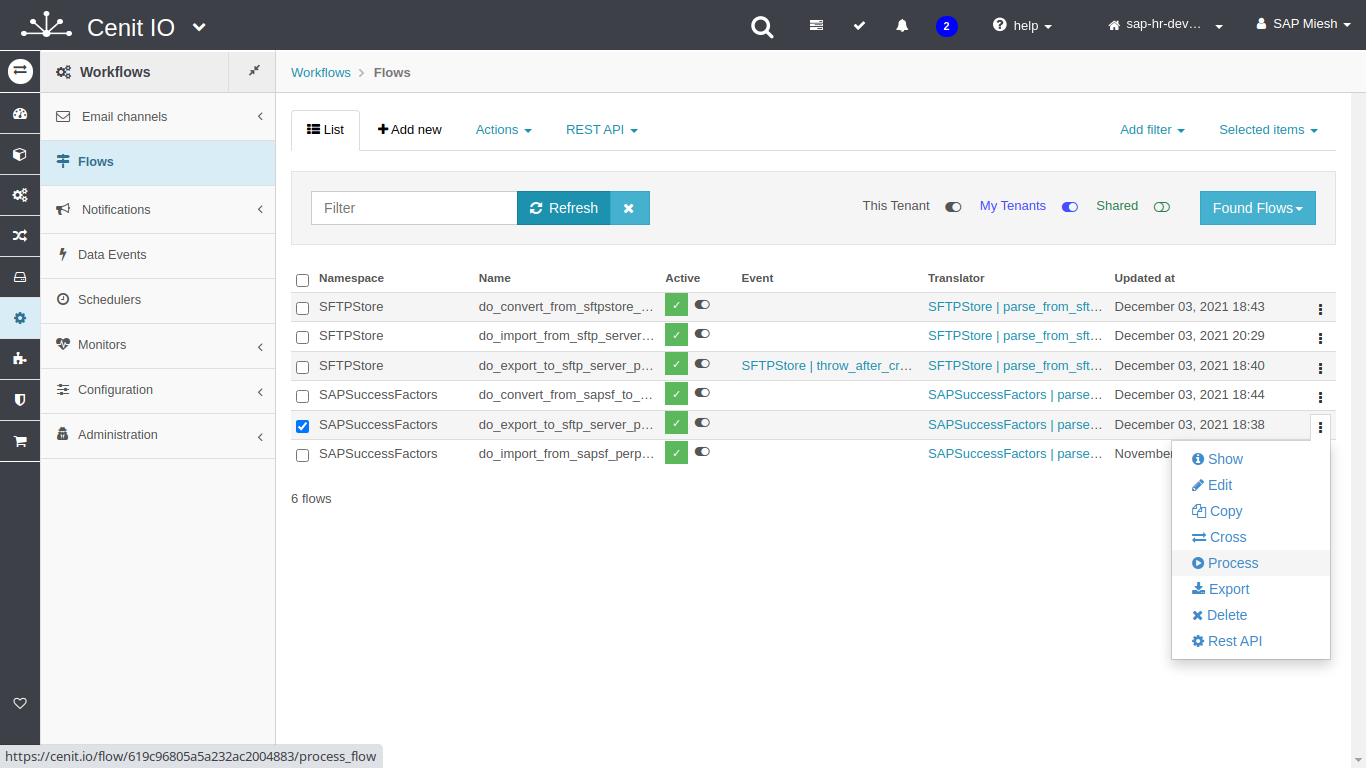 Cenit IO
2
help
sap-hr-dev…
SAP Miesh
Workflows
Workflows
Flows
Email channels
Flows
Notifications
Data Events
Schedulers
Monitors
Configuration
Administration
List
Add new
Actions
REST API
Add filter
Selected items
Filter
Refresh
This Tenant
My Tenants
Shared
Found Flows
Namespace Name Active Event Translator Updated at
SFTPStore do_convert_from_sftpstore_… SFTPStore | parse_from_sft… December 03, 2021 18:43
SFTPStore do_import_from_sftp_server… SFTPStore | parse_from_sft… December 03, 2021 20:29
SFTPStore do_export_to_sftp_server_p… SFTPStore | throw_after_cr… SFTPStore | parse_from_sft… December 03, 2021 18:40
SAPSuccessFactors do_convert_from_sapsf_to_… SAPSuccessFactors | parse… December 03, 2021 18:44
SAPSuccessFactors do_export_to_sftp_server_p… SAPSuccessFactors | parse… December 03, 2021 18:38
SAPSuccessFactors do_import_from_sapsf_perp… SAPSuccessFactors | parse… November
6 flows
Show
Edit
Copy
Cross
Process
Export
Delete
Rest API
https://cenit.io/flow/619c96805a5a232ac2004883/process_flow